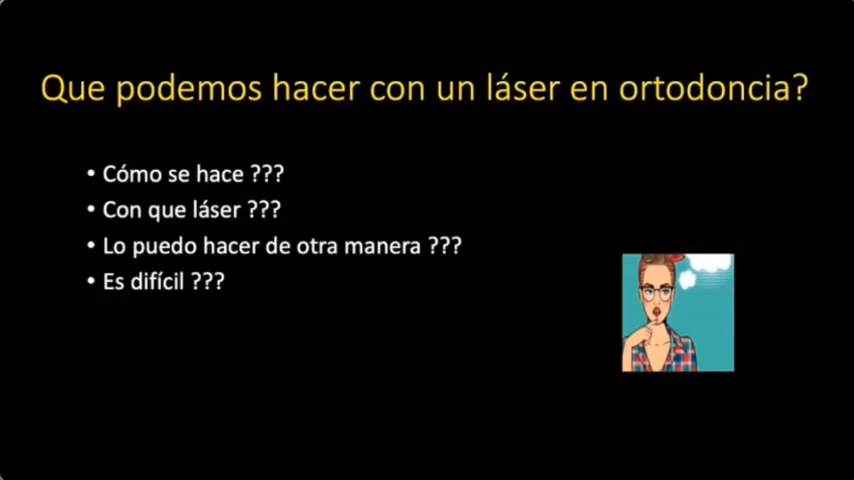 Que podemos hacer con un láser en ortodoncia?
• Cómo se hace ???
• Con que láser ???
• Lo puedo hacer de otra manera ???
• Es difícil ???